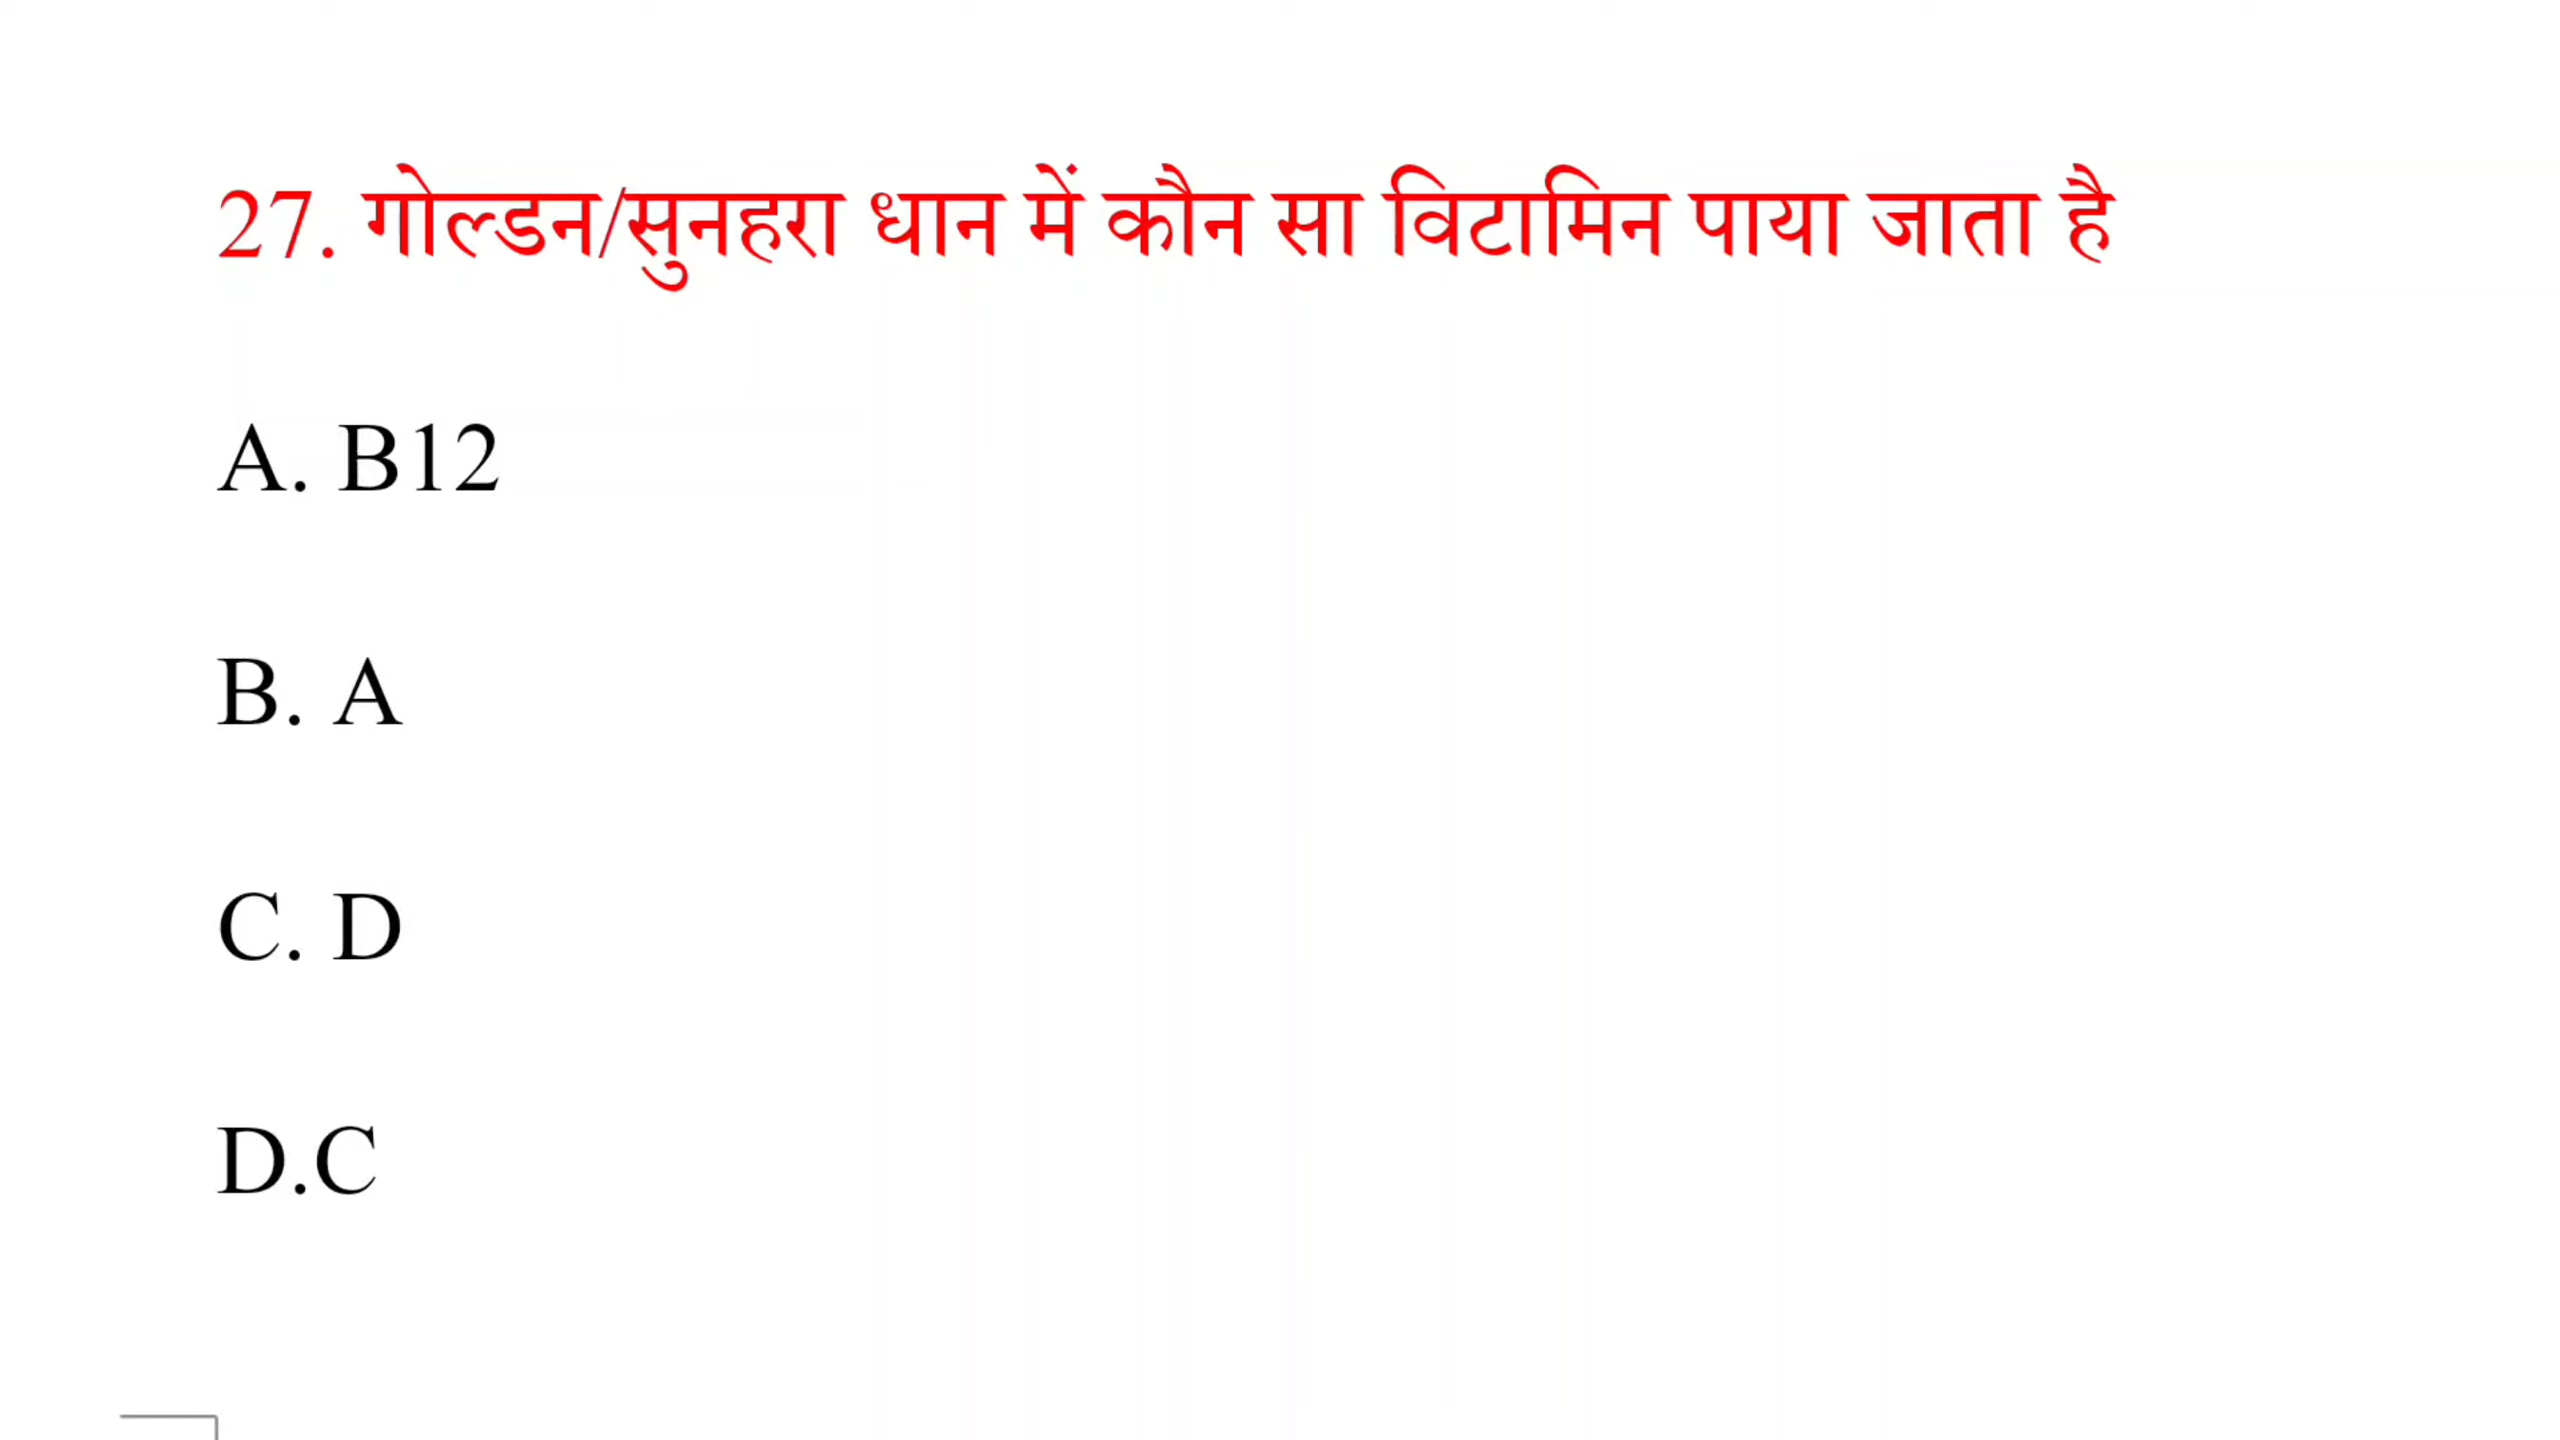 27. गोल्डन/सुनहरा धान में कौन सा विटामिन पाया जाता है
A. B12
B. A
C. D
D.C